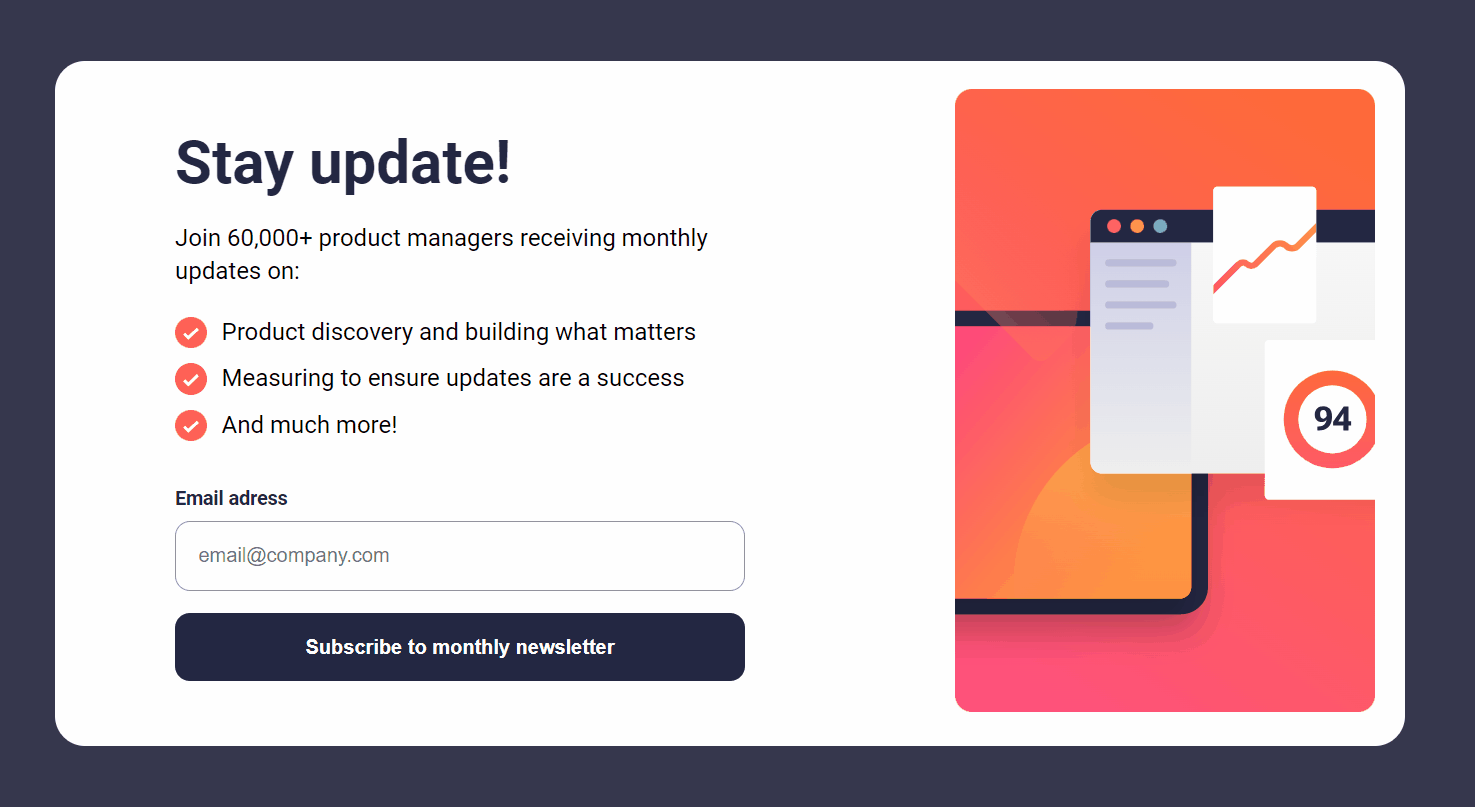 Stay update!
Join 60,000+ product managers receiving monthly
updates on:
Product discovery and building what matters
Measuring to ensure updates are a success
And much more!
Email adress
email@company.com
Subscribe to monthly newsletter
94